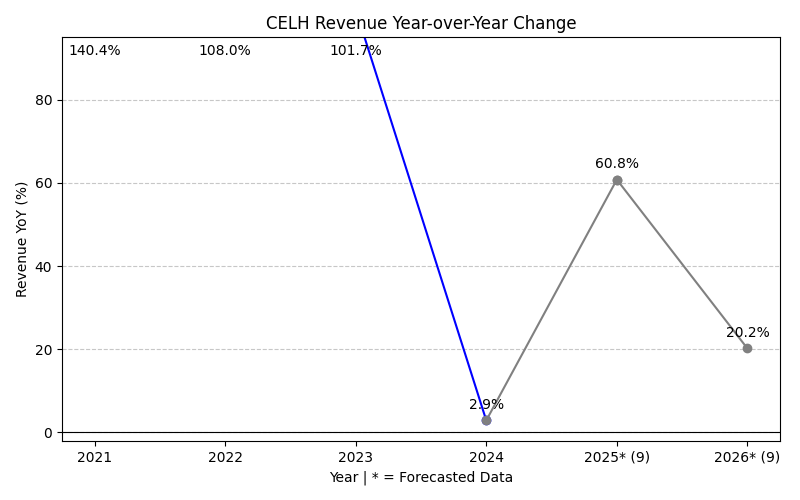 CELH Revenue Year-over-Year Change
140.4% 108.0% 101.7%
80
60.8%
60
Revenue YoY (%)
40
20.2%
20
2.9%
0
2021 2022 2023 2024 2025* (9) 2026* (9)
Year | * = Forecasted Data